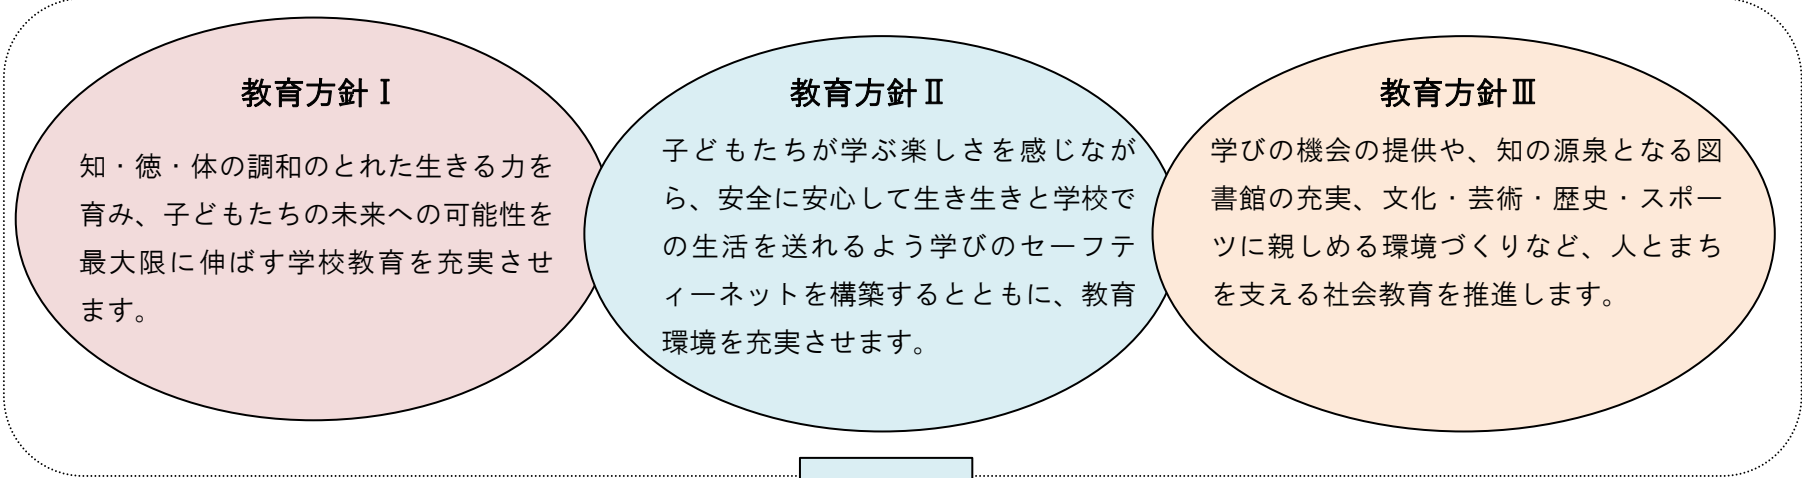 教育方針Ⅰ
知・徳・体の調和のとれた生きる力を
育み、子どもたちの未来への可能性を
最大限に伸ばす学校教育を充実させ
ます。
教育方針Ⅱ
子どもたちが学ぶ楽しさを感じなが
ら、安全に安心して生き生きと学校で
の生活を送れるよう学びのセーフテ
ィーネットを構築するとともに、教育
環境を充実させます。
教育方針Ⅲ
学びの機会の提供や、知の源泉となる図
書館の充実、文化・芸術・歴史・スポー
ツに親しめる環境づくりなど、人とまち
を支える社会教育を推進します。